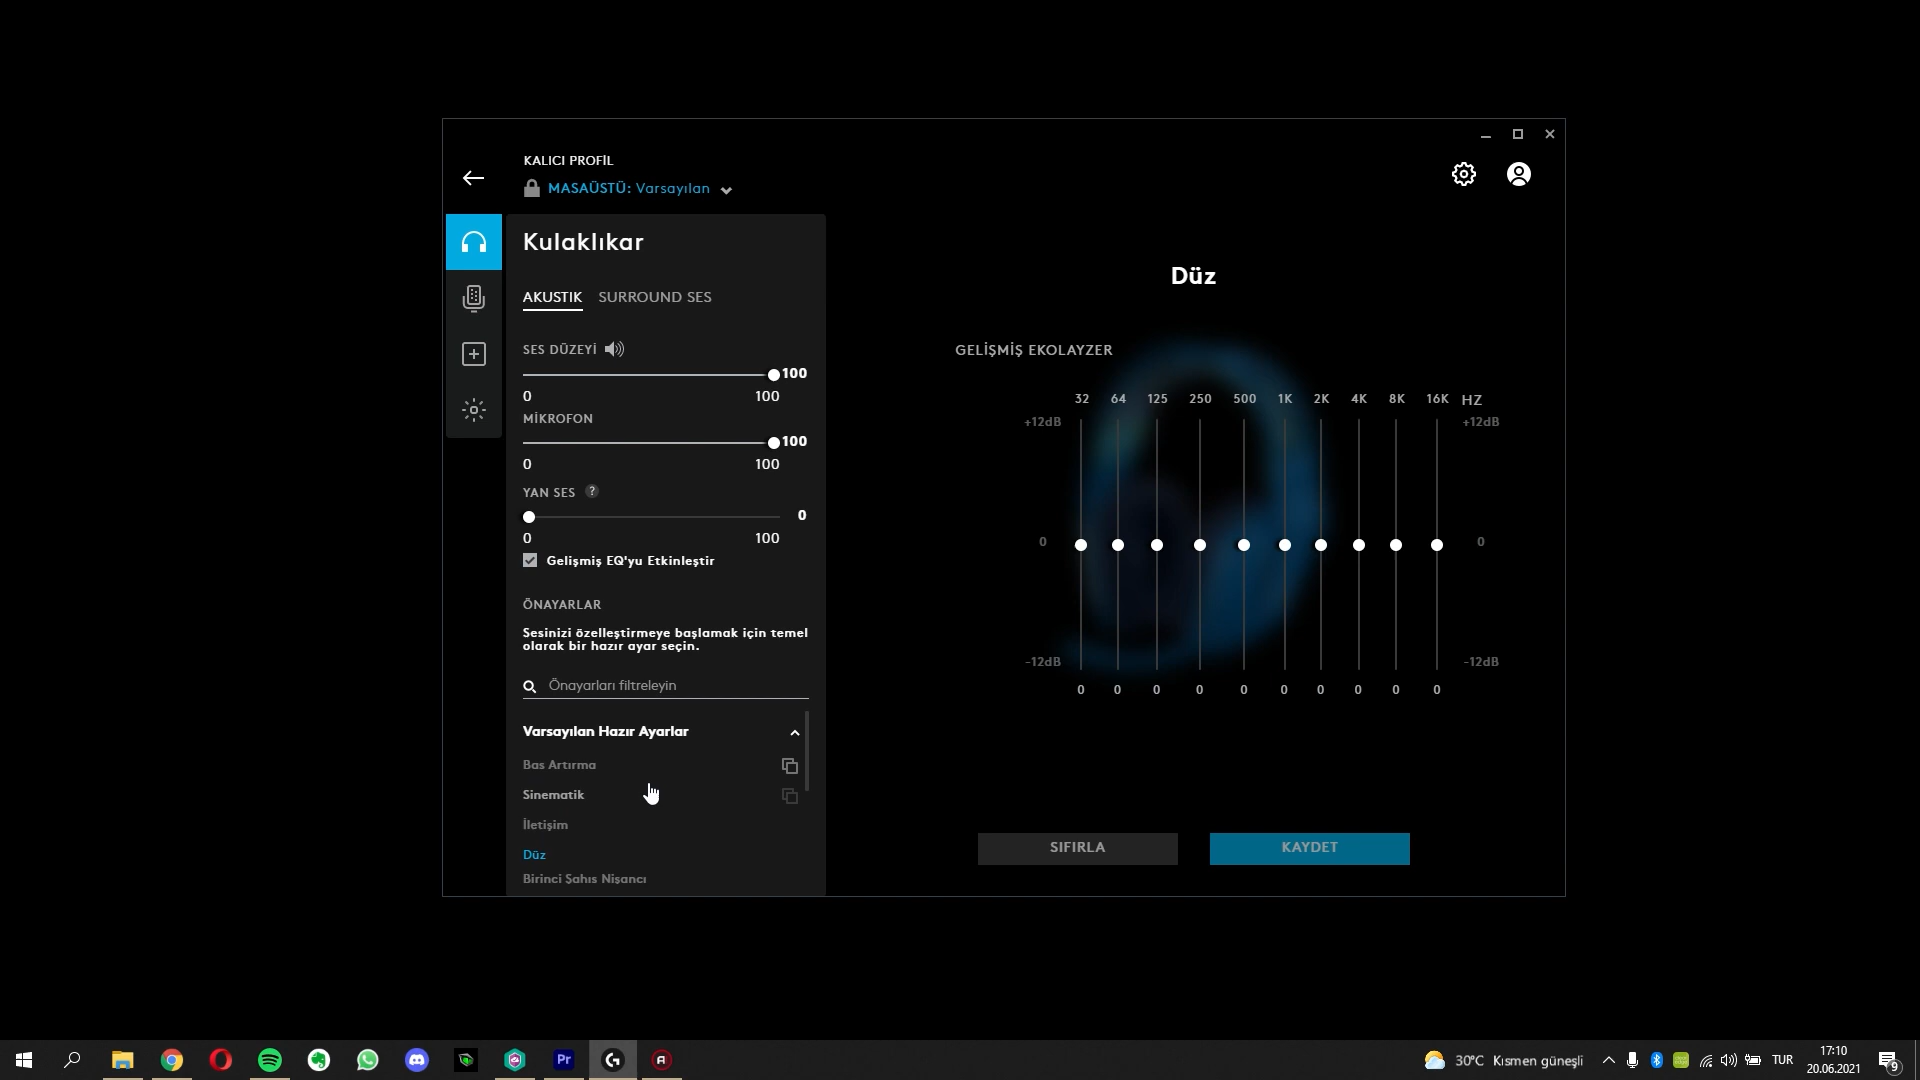 KALICI PROFİL
MASAÜSTÜ: Varsayılan
Kulaklıkar
AKUSTIK SURROUND SES
SES DÜZEYİ
100
0 100
MİKROFON
100
0 100
YAN SES ?
0
0 100
Gelişmiş EQ'yu Etkinleştir
ÖNAYARLAR
Sesinizi özelleştirmeye başlamak için temel
olarak bir hazır ayar seçin.
Önayarları filtreleyin
Varsayılan Hazır Ayarlar
Bas Artırma
Sinematik
İletişim
Düz
Birinci Şahıs Nişancı
Düz
GELİŞMİŞ EKOLAYZER
32 64 125 250 500 1K 2K 4K 8K 16K HZ
+12dB +12dB
0 0
-12dB -12dB
0 0 0 0 0 0 0 0 0 0
SIFIRLA KAYDET
Pr
30°C Kısmen güneşli
TUR
17:10
20.06.2021
9